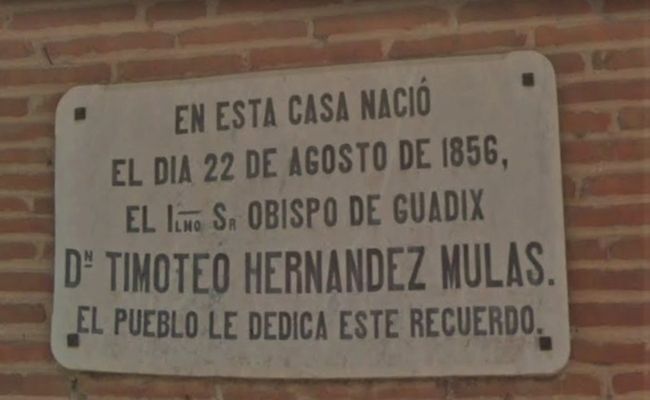 EN ESTA CASA NACIÓ
EL DIA 22 DE AGOSTO DE 1856,
EL ILMO SR OBISPO DE GUADIX
DN TIMOTEO HERNANDEZ MULAS.
EL PUEBLO LE DEDICA ESTE RECUERDO.